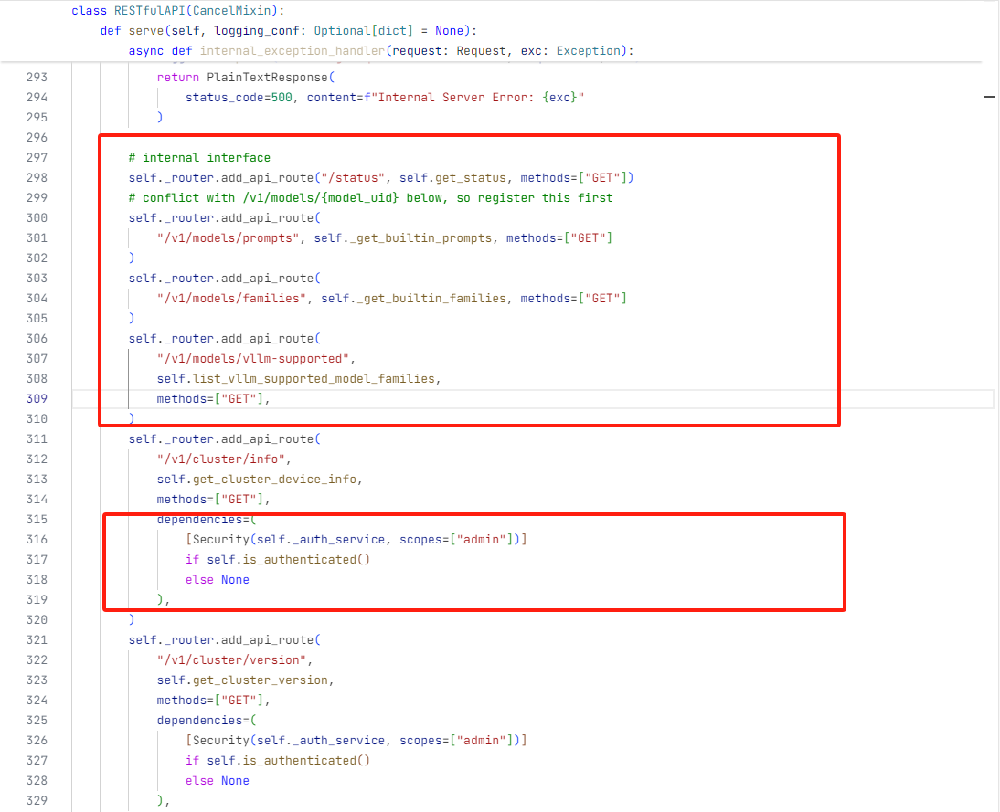 class RESTfulAPI(CancelMixin):
def serve(self, logging_conf: Optional[dict] = None):
async def internal_exception_handler(request: Request, exc: Exception):
293 return PlainTextResponse(
294 status_code=500, content=f"Internal Server Error: {exc}"
295 )
296
297 # internal interface
298 self._router.add_api_route("/status", self.get_status, methods=["GET"])
299 # conflict with /v1/models/{model_uid} below, so register this first
300 self._router.add_api_route(
301 "/v1/models/prompts", self._get_builtin_prompts, methods=["GET"]
302 )
303 self._router.add_api_route(
304 "/v1/models/families", self._get_builtin_families, methods=["GET"]
305 )
306 self._router.add_api_route(
307 "/v1/models/vllm-supported",
308 self.list_vllm_supported_model_families,
309 methods=["GET"],
310 )
311 self._router.add_api_route(
312 "/v1/cluster/info",
313 self.get_cluster_device_info,
314 methods=["GET"],
315 dependencies=(
316 [Security(self._auth_service, scopes=["admin"])]
317 if self.is_authenticated()
318 else None
319 ),
320 )
321 self._router.add_api_route(
322 "/v1/cluster/version",
323 self.get_cluster_version,
324 methods=["GET"],
325 dependencies=(
326 [Security(self._auth_service, scopes=["admin"])]
327 if self.is_authenticated()
328 else None
329 ),